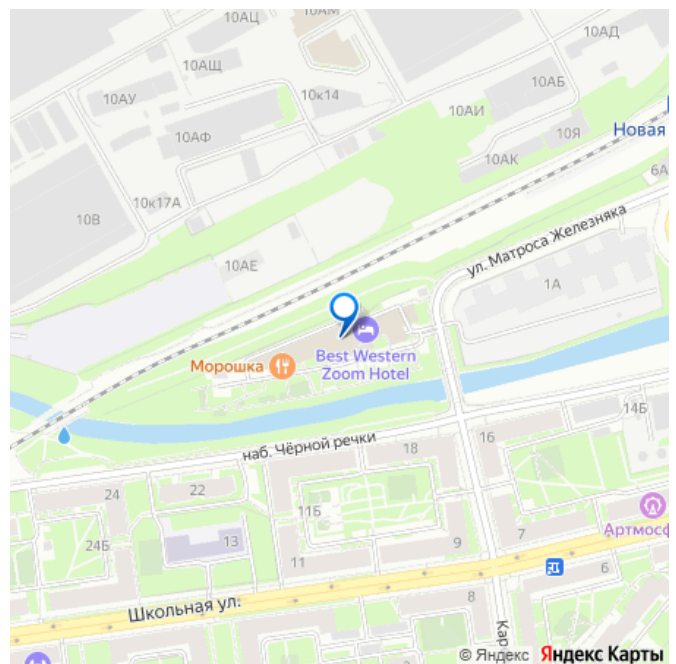 10АЦ
10АМ
10АД
10АЩ
10АУ
10к14
10АБ
10АИ
10Я
Новая
10АФ
10АК
6А
10к17А
10В
ул. Матроса Железняка
10АЕ
1А
Best Western
Zoom Hotel
Морошка
14Б
наб. Чёрной речки
18
16
24
22
11Б
24Б
13
11
9
7
Артмосф
6
Школьная ул.
8
Кар
© Яндекс Яндекс Карты